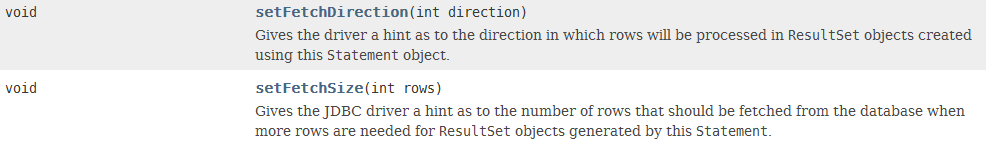 void setFetchDirection(int direction)
Gives the driver a hint as to the direction in which rows will be processed in ResultSet objects created
using this Statement object.
void setFetchSize(int rows)
Gives the JDBC driver a hint as to the number of rows that should be fetched from the database when
more rows are needed for ResultSet objects generated by this Statement.